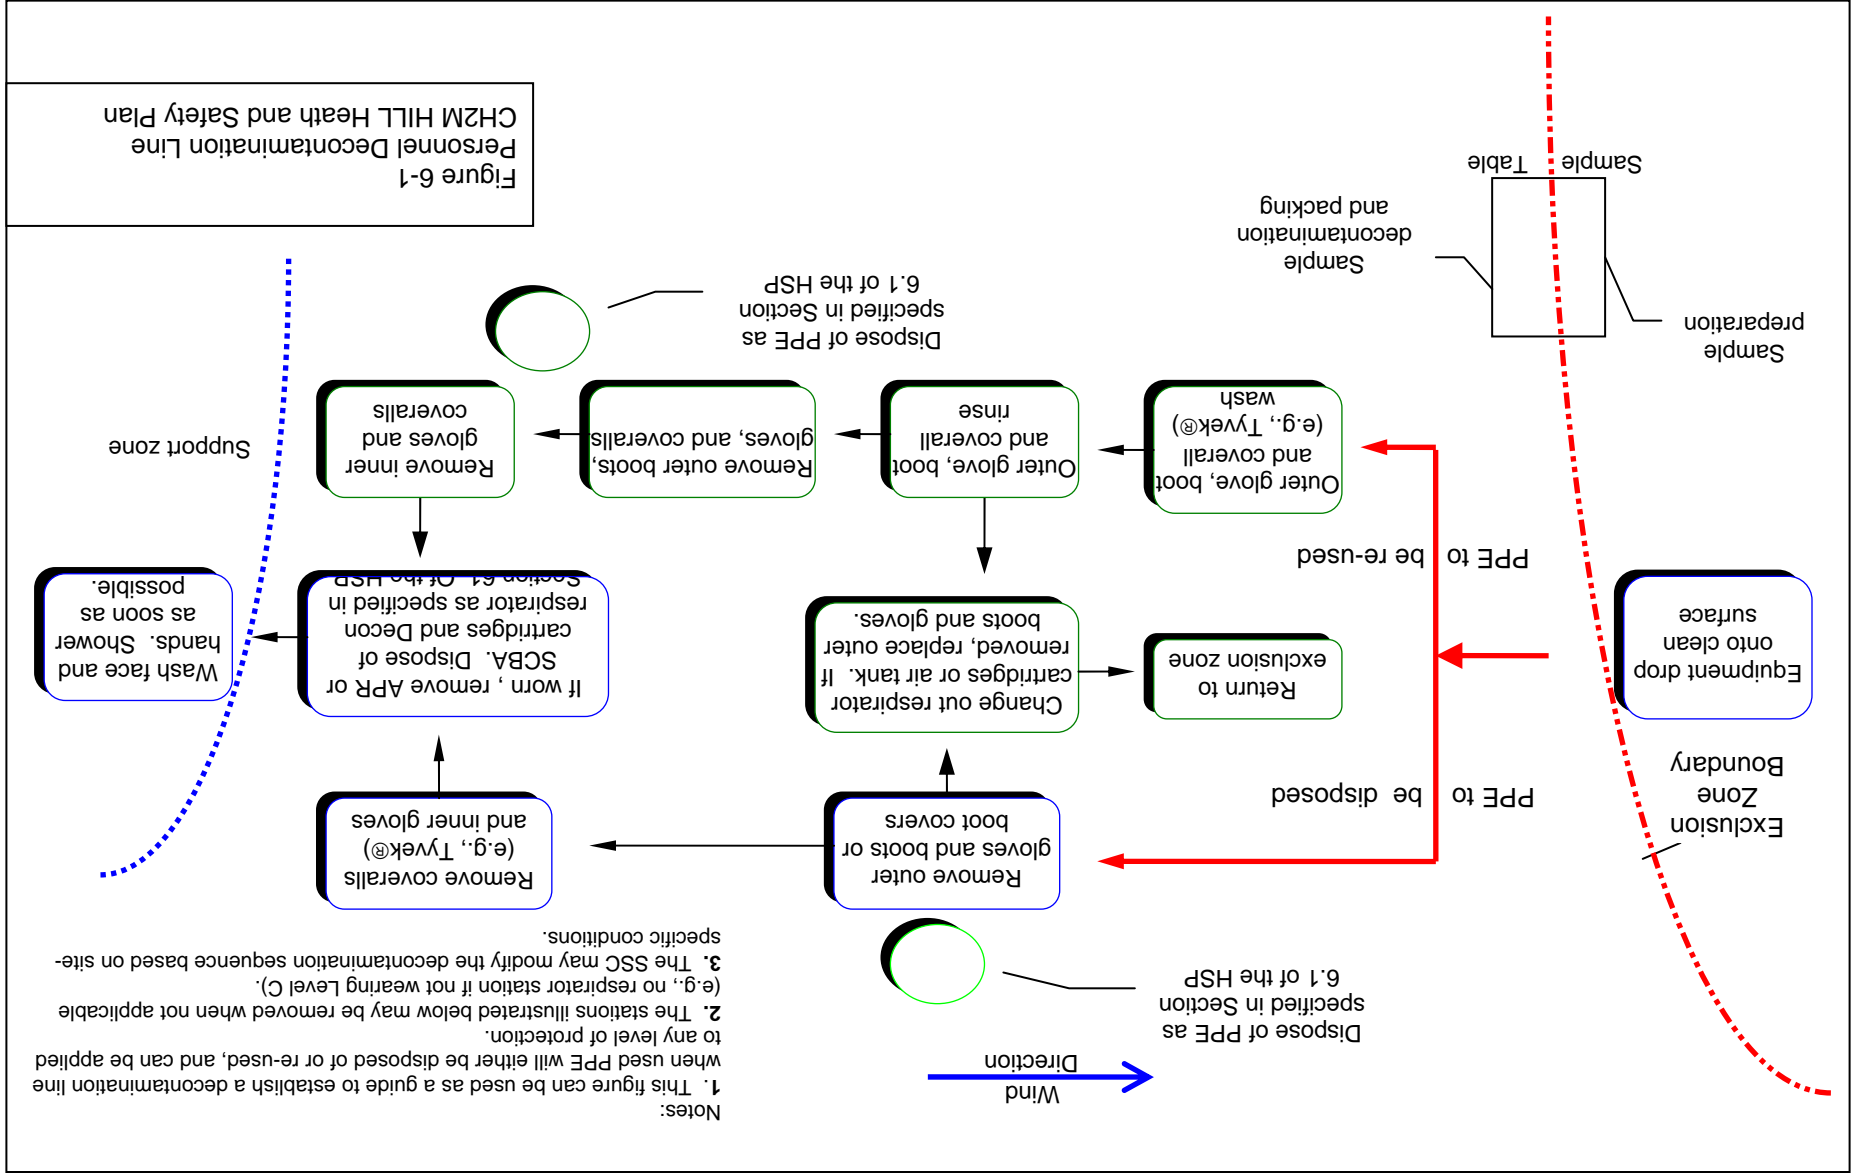 Notes:
1. This figure can be used as a guide to establish a decontamination line
when used PPE will either be disposed of or re-used, and can be applied
to any level of protection.
2. The stations illustrated below may be removed when not applicable
(e.g., no respirator station if not wearing Level C).
3. The SSC may modify the decontamination sequence based on site-
specific conditions.
Wind
Direction
Dispose of PPE as
specified in Section
6.1 of the HSP
Exclusion
Zone
Boundary
Equipment drop
onto clean
surface
PPE to be disposed
PPE to be re-used
Remove outer
gloves and boots or
boot covers
Remove coveralls
(e.g., Tyvek®)
and inner gloves
Return to
exclusion zone
Change out respirator
cartridges or air tank. If
removed, replace outer
boots and gloves.
If worn , remove APR or
SCBA. Dispose of
cartridges and Decon
respirator as specified in
Section 61 Of the HSP
Wash face and
hands. Shower
as soon as
possible.
Outer glove, boot
and coverall
(e.g., Tyvek®)
wash
Outer glove, boot
and coverall
rinse
Remove outer boots,
gloves, and coveralls
Remove inner
gloves and
coveralls
Support zone
Sample
preparation
Dispose of PPE as
specified in Section
6.1 of the HSP
Sample
decontamination
and packing
Sample Table
Figure 6-1
Personnel Decontamination Line
CH2M HILL Heath and Safety Plan